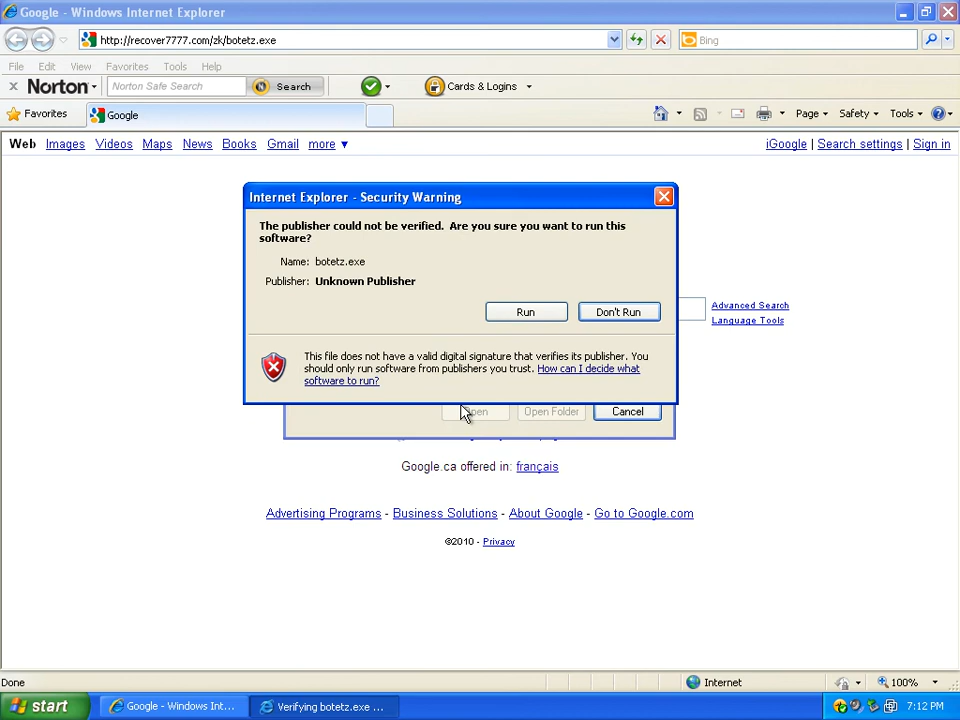 Google - Windows Internet Explorer
http://recover7777.com/zk/botetz.exe
Bing
File Edit View Favorites Tools Help
x Norton Norton Safe Search Search Cards & Logins
Favorites Google Page Safety Tools
Web Images Videos Maps News Books Gmail more ▼ iGoogle | Search settings | Sign in
Internet Explorer - Security Warning
The publisher could not be verified. Are you sure you want to run this
software?
Name: botetz.exe
Publisher: Unknown Publisher
Run Don't Run
Advanced Search
Language Tools
This file does not have a valid digital signature that verifies its publisher. You
should only run software from publishers you trust. How can I decide what
software to run?
Open Open Folder Cancel
Google.ca offered in: français
Advertising Programs - Business Solutions - About Google - Go to Google.com
©2010 - Privacy
Done Internet 100%
start Google - Windows Int... Verifying botetz.exe ... 7:12 PM